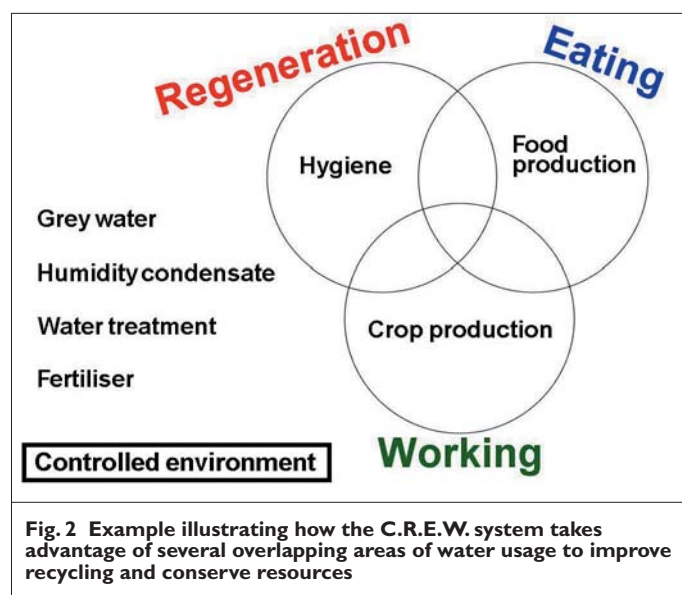 Regeneration
Eating
Hygiene
Food
production
Grey water
Humidity condensate
Water treatment
Crop production
Fertiliser
Controlled environment
Working
Fig. 2 Example illustrating how the C.R.E.W. system takes
advantage of several overlapping areas of water usage to improve
recycling and conserve resources